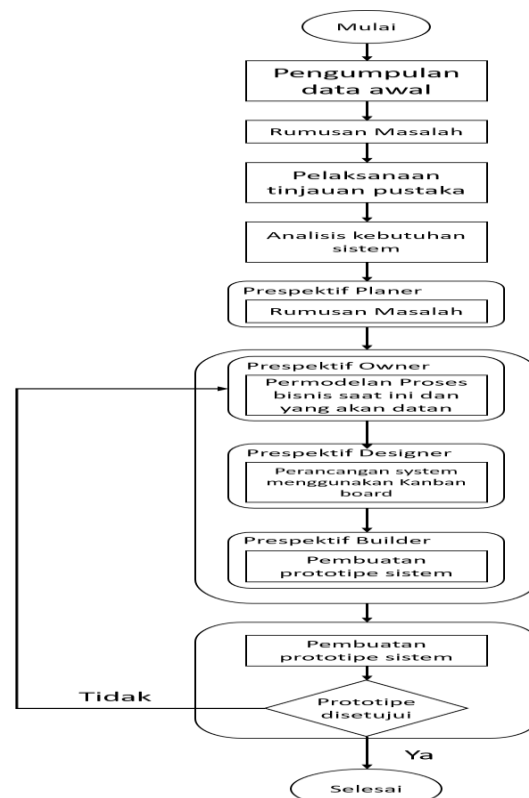 Mulai
Pengumpulan
data awal
Rumusan Masalah
Pelaksanaan
tinjauan pustaka
Analisis kebutuhan
sistem
Prespektif Planer
Rumusan Masalah
Prespektif Owner
Permodelan Proses
bisnis saat ini dan
yang akan datan
Prespektif Designer
Perancangan system
menggunakan Kanban
board
Prespektif Builder
Pembuatan
prototipe sistem
Pembuatan
prototipe sistem
Tidak
Prototipe
disetujui
Ya
Selesai